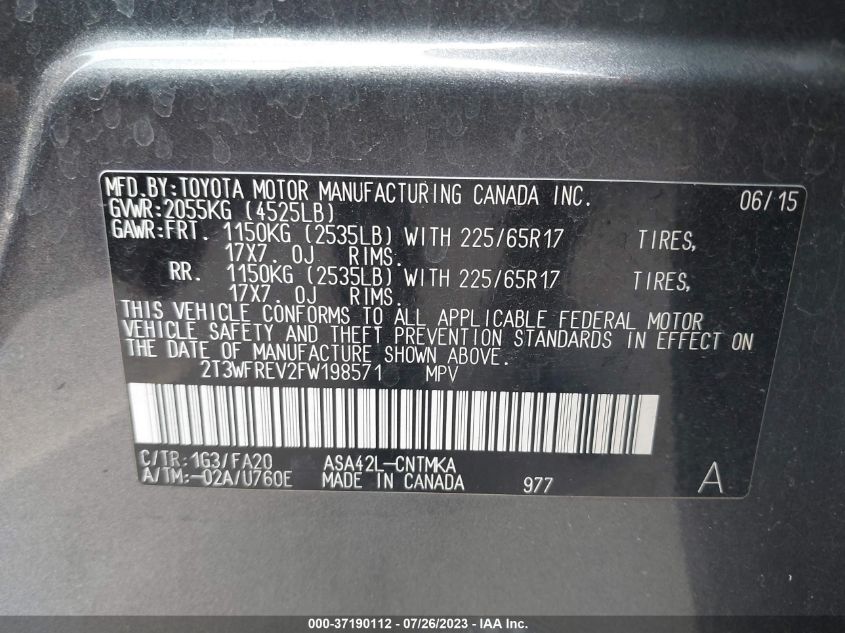 MFD.BY:TOYOTA MOTOR MANUFACTURING CANADA INC. 06/15
GVWR:2055KG (4525LB)
GAWR:FRT. 1150KG (2535LB) WITH 225/65R17 TIRES,
17X7. 0J RIMS.
RR. 1150KG (2535LB) WITH 225/65R17 TIRES,
17X7. 0J RIMS.
THIS VEHICLE CONFORMS TO ALL APPLICABLE FEDERAL MOTOR
VEHICLE SAFETY AND THEFT PREVENTION STANDARDS IN EFFECT ON
THE DATE OF MANUFACTURE SHOWN ABOVE.
2T3WFREV2FW198571 MPV
C/TR:1G3/FA20 ASA42L-CNTMKA
A/TM:-02A/U760E MADE IN CANADA 977 A
000-37190112 - 07/26/2023 - IAA Inc.